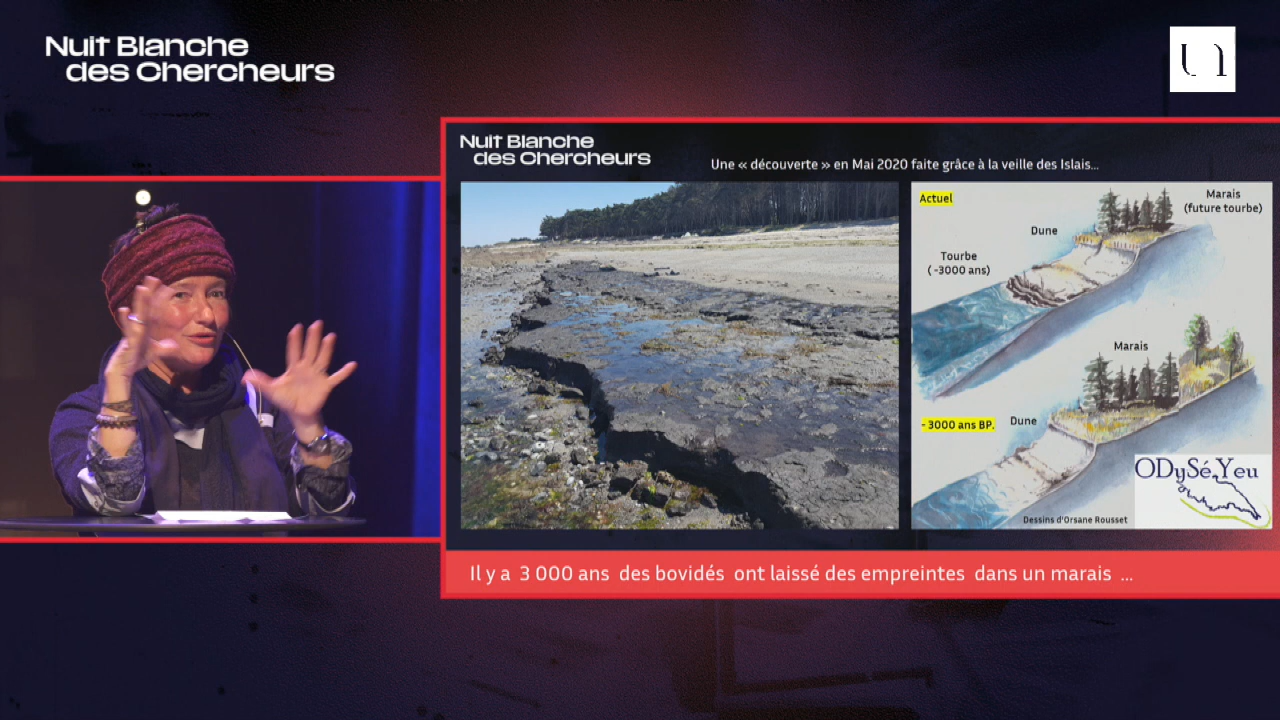 Nuit Blanche
des Chercheurs
Nuit Blanche
des Chercheurs
Une « découverte » en Mai 2020 faite grâce à la veille des Islais...
Actuel
Marais
(future tourbe)
Dune
Tourbe
( -3000 ans)
Marais
- 3000 ans BP.
Dune
ODySé.Yeu
Dessins d'Orsane Rousset
Il y a 3 000 ans des bovidés ont laissé des empreintes dans un marais ...